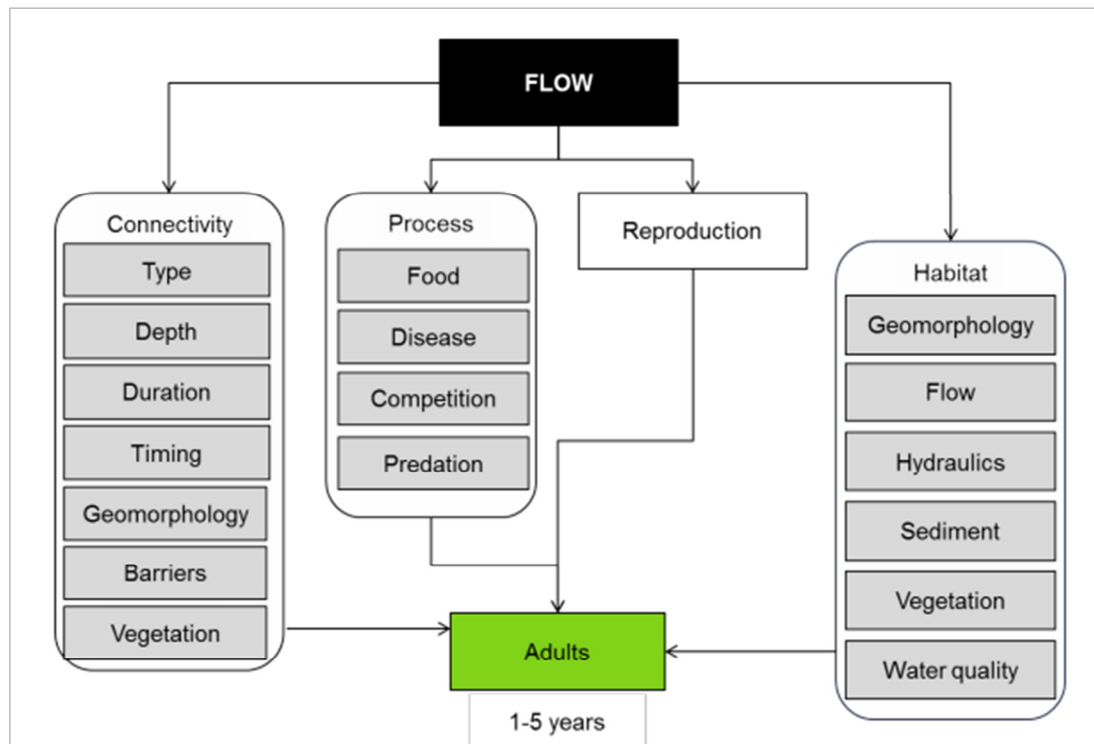 FLOW
Connectivity
Type
Depth
Duration
Timing
Geomorphology
Barriers
Vegetation
Process
Food
Disease
Competition
Predation
Reproduction
Habitat
Geomorphology
Flow
Hydraulics
Sediment
Vegetation
Water quality
Adults
1-5 years